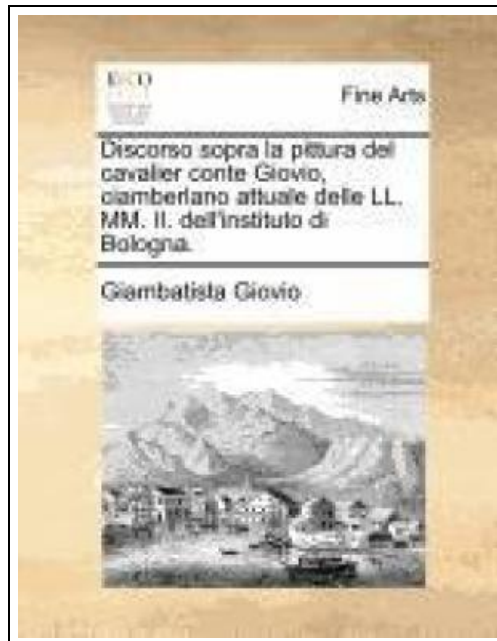 ECCO
Fine Arts
Discorso sopra la pittura del
cavalier conte Giovio,
ciamberlano attuale delle LL.
MM. II. dell'instituto di
Bologna.
Giambatista Giovio